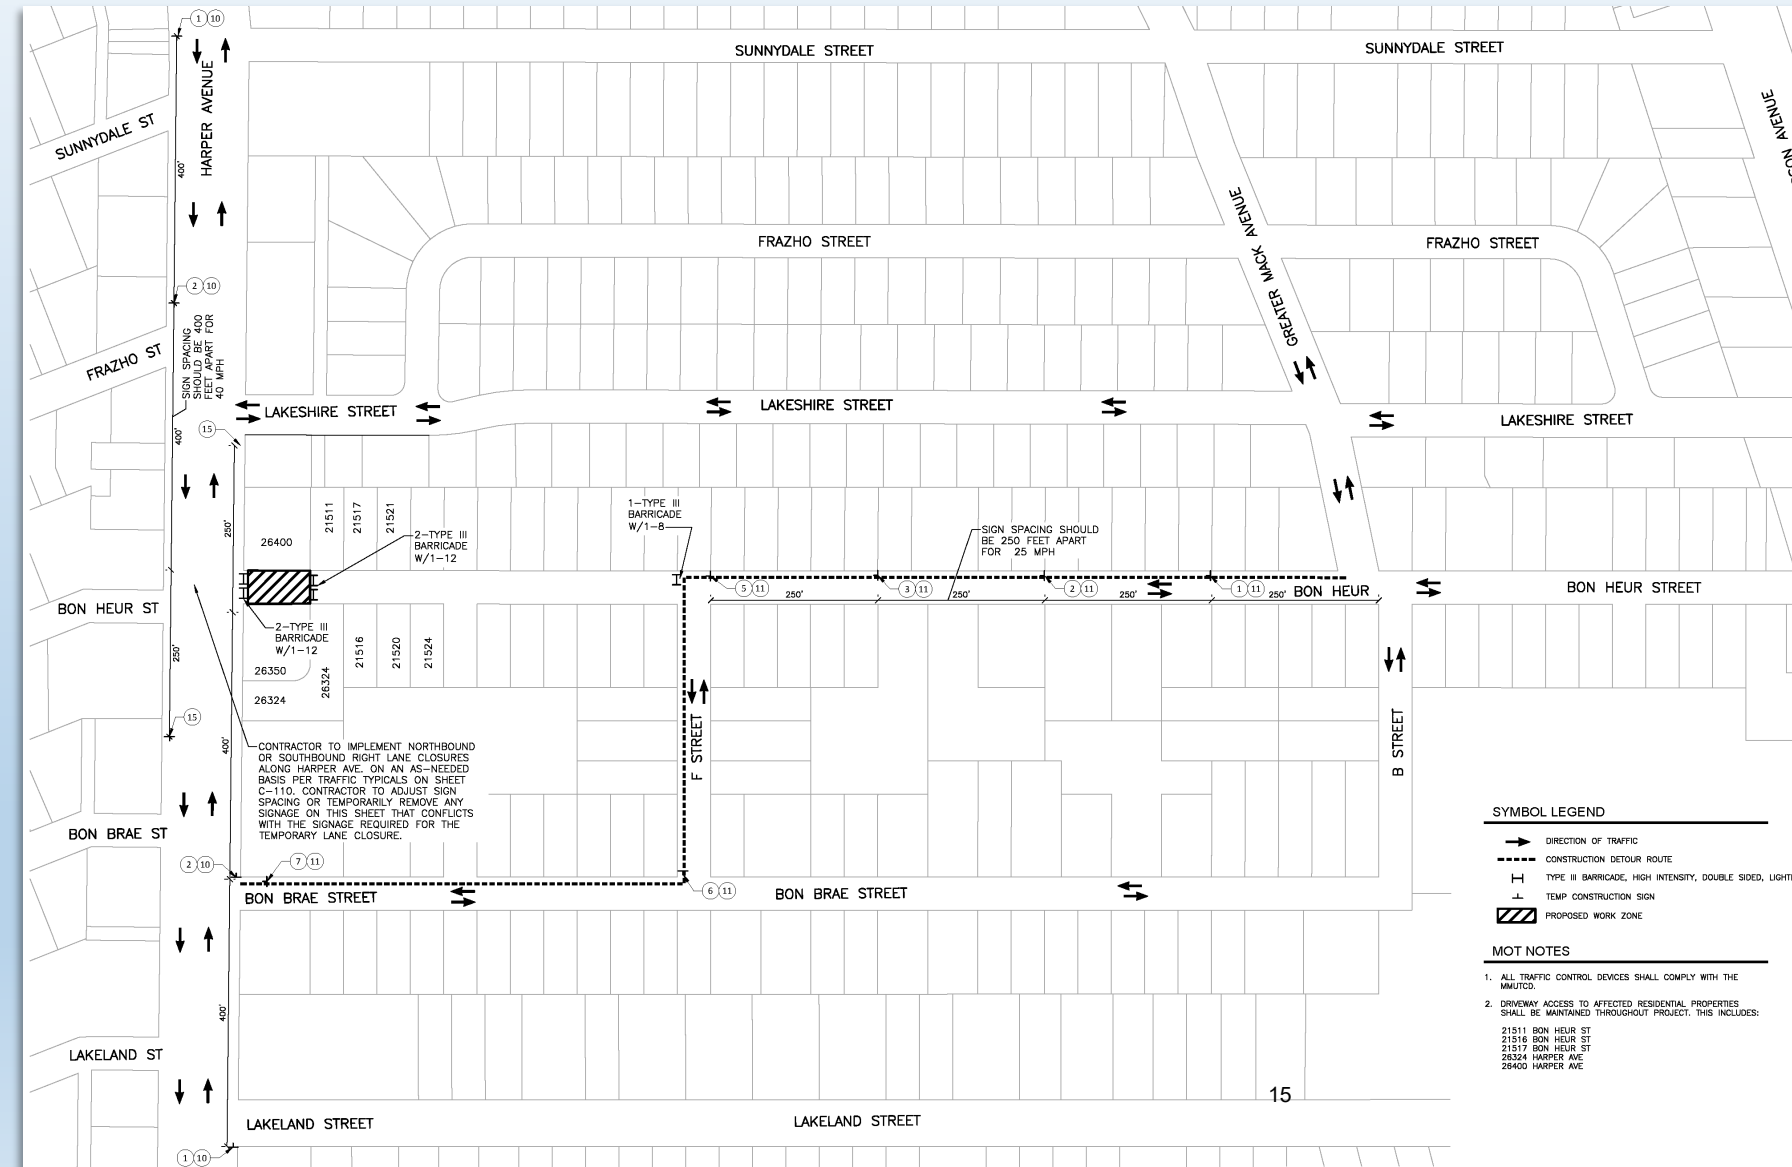 1 10
HARPER AVENUE
SUNNYDALE STREET
SUNNYDALE STREET
SUNNYDALE ST
400'
GREATER MACK AVENUE
FRAZHO STREET
FRAZHO STREET
2 10
SIGN SPACING
SHOULD BE 400
FEET APART FOR
40 MPH
FRAZHO ST
LAKESHIRE STREET
LAKESHIRE STREET
LAKESHIRE STREET
15
400'
250'
21511
21517
21521
26400
2-TYPE III
BARRICADE
W/1-12
1-TYPE III
BARRICADE
W/1-8
SIGN SPACING SHOULD
BE 250 FEET APART
FOR 25 MPH
5 11
3 11
2 11
1 11
BON HEUR
BON HEUR STREET
250'
250'
250'
250'
BON HEUR ST
2-TYPE III
BARRICADE
W/1-12
250'
26350
26324
26324
21516
21520
21524
15
400'
F STREET
B STREET
CONTRACTOR TO IMPLEMENT NORTHBOUND
OR SOUTHBOUND RIGHT LANE CLOSURES
ALONG HARPER AVE. ON AN AS-NEEDED
BASIS PER TRAFFIC TYPICALS ON SHEET
C-110. CONTRACTOR TO ADJUST SIGN
SPACING OR TEMPORARILY REMOVE ANY
SIGNAGE ON THIS SHEET THAT CONFLICTS
WITH THE SIGNAGE REQUIRED FOR THE
TEMPORARY LANE CLOSURE.
BON BRAE ST
2 10
7 11
6 11
BON BRAE STREET
BON BRAE STREET
400'
LAKELAND ST
LAKELAND STREET
LAKELAND STREET
1 10
15
SYMBOL LEGEND
DIRECTION OF TRAFFIC
CONSTRUCTION DETOUR ROUTE
TYPE III BARRICADE, HIGH INTENSITY, DOUBLE SIDED,
TEMP CONSTRUCTION SIGN
PROPOSED WORK ZONE
MOT NOTES
1. ALL TRAFFIC CONTROL DEVICES SHALL COMPLY WITH THE
MMUTCD.
2. DRIVEWAY ACCESS TO AFFECTED RESIDENTIAL PROPERTIES
SHALL BE MAINTAINED THROUGHOUT PROJECT. THIS INCLUDES:
21511 BON HEUR ST
21516 BON HEUR ST
21517 BON HEUR ST
26324 HARPER AVE
26400 HARPER AVE
AVENUE